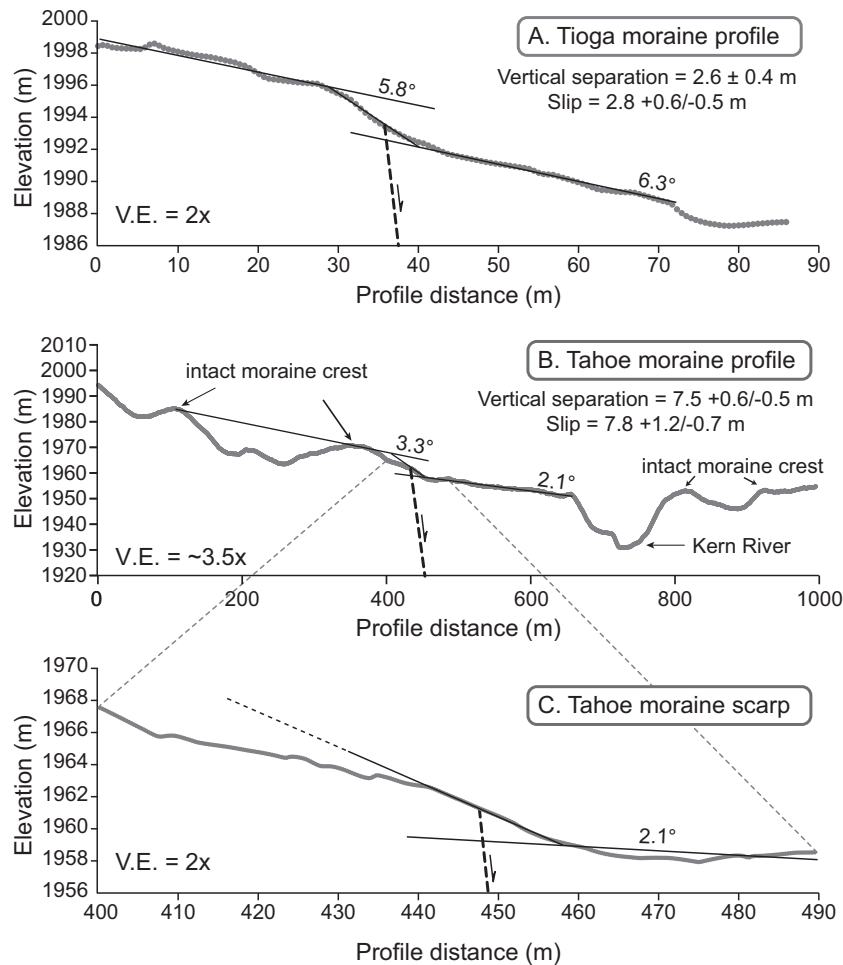 A. Tioga moraine profile
Vertical separation = 2.6 ± 0.4 m
Slip = 2.8 +0.6/-0.5 m
Elevation (m)
2000
1998
1996
1994
1992
1990
1988
1986
5.8°
6.3°
V.E. = 2x
0 10 20 30 40 50 60 70 80 90
Profile distance (m)
B. Tahoe moraine profile
Vertical separation = 7.5 +0.6/-0.5 m
Slip = 7.8 +1.2/-0.7 m
Elevation (m)
2010
2000
1990
1980
1970
1960
1950
1940
1930
1920
intact moraine crest
3.3°
2.1°
intact moraine crest
Kern River
V.E. = ~3.5x
0 200 400 600 800 1000
Profile distance (m)
C. Tahoe moraine scarp
Elevation (m)
1970
1968
1966
1964
1962
1960
1958
1956
2.1°
V.E. = 2x
400 410 420 430 440 450 460 470 480 490
Profile distance (m)